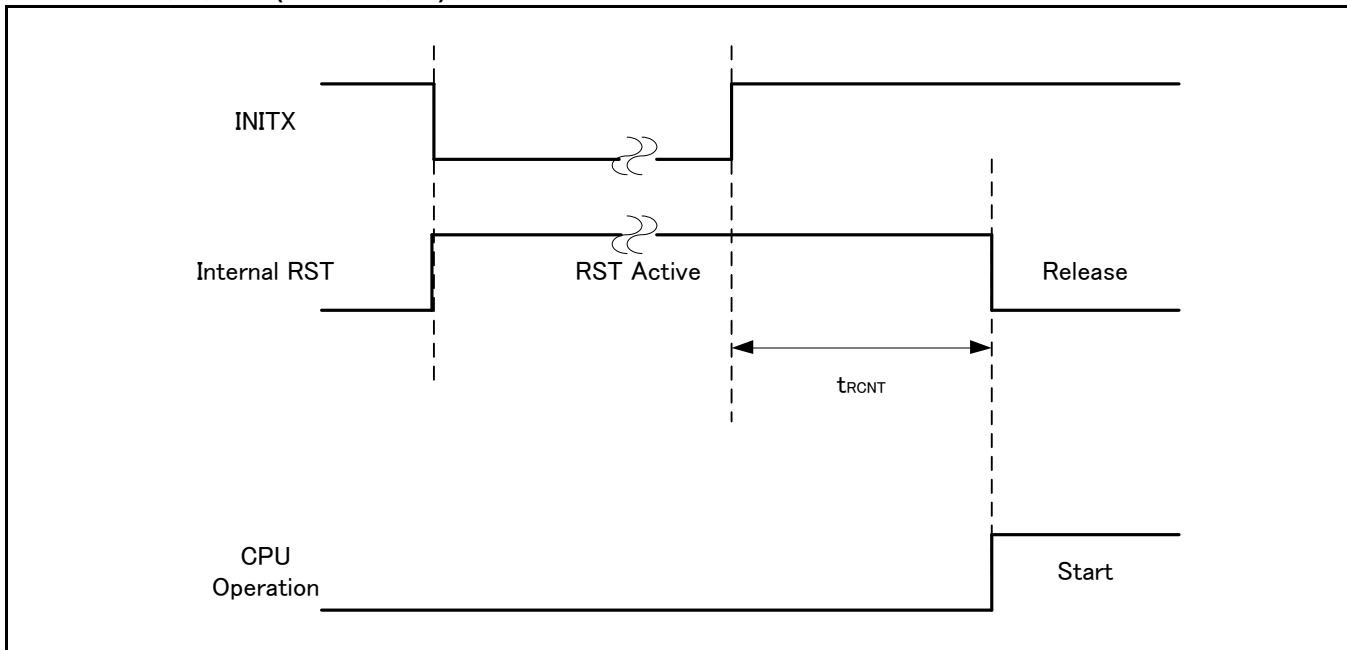 INITX
Internal RST
RST Active
Release
tRCNT
CPU
Operation
Start